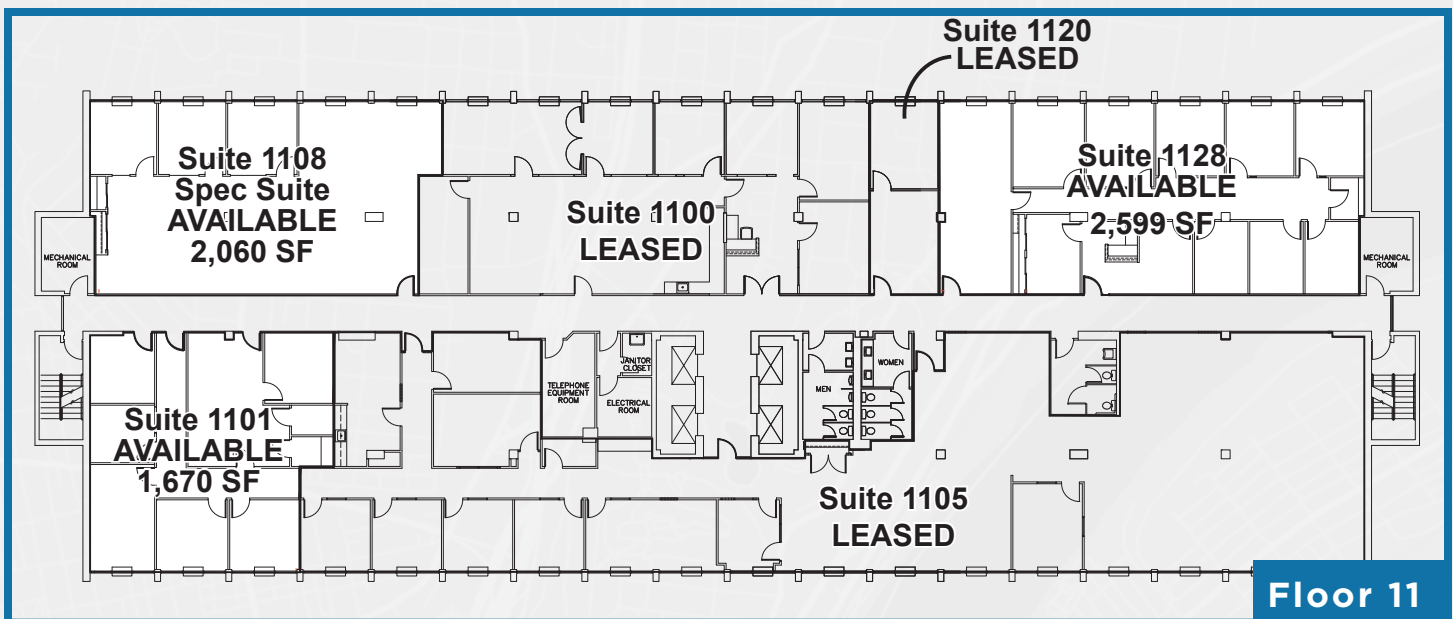 Suite 1120
LEASED
Suite 1108
Spec Suite
AVAILABLE
2,060 SF
Suite 1100
LEASED
Suite 1128
AVAILABLE
2,599 SF
MECHANICAL
ROOM
MECHANICAL
ROOM
JANITOR
CLOSET
TELEPHONE
EQUIPMENT
ROOM
ELECTRICAL
ROOM
MEN
WOMEN
Suite 1101
AVAILABLE
1,670 SF
Suite 1105
LEASED
Floor 11